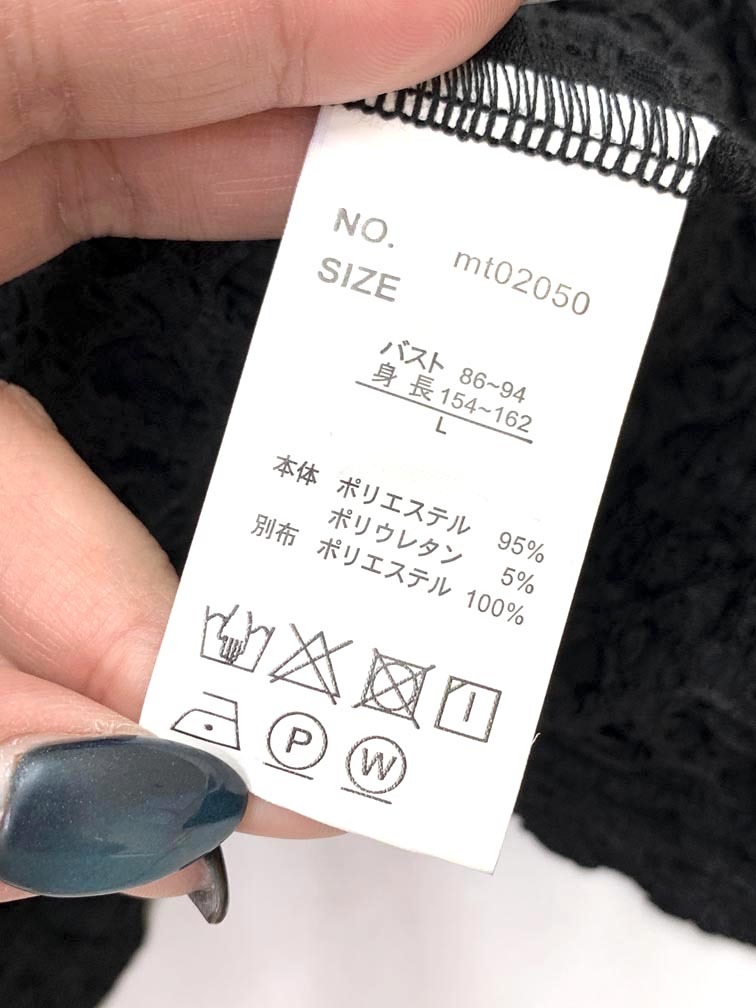 NO. mt02050
SIZE
バスト 86~94
身 長 154~162
L
本体 ポリエステル 95%
ポリウレタン 5%
別布 ポリエステル 100%
P W